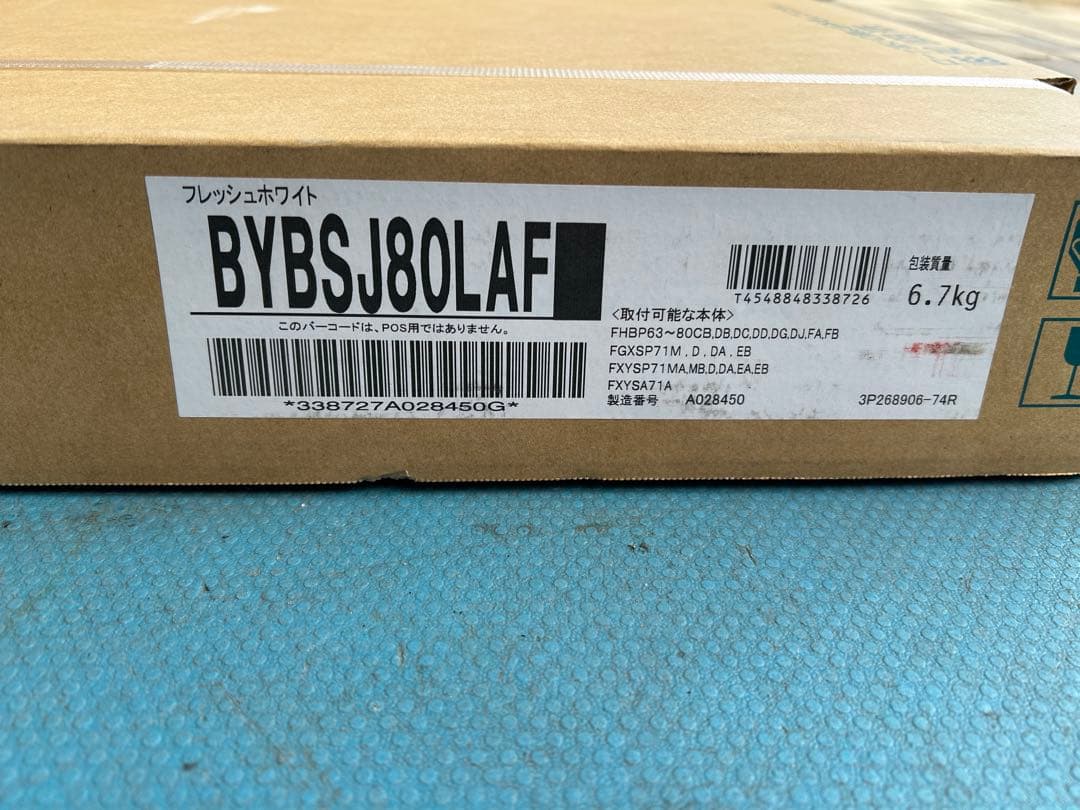 フレッシュホワイト
BYBSJ80LAF
このバーコードは、POS用ではありません。
*338727A028450G*
T4548848338726
包装質量
6.7kg
〈取付可能な本体〉
FHBP63～80CB,DB,DC,DD,DG,DJ,FA,FB
FGXSP71M,D,DA,EB
FXYSP71MA,MB,D,DA,EA,EB
FXYSA71A
製造番号 A028450
3P268906-74R